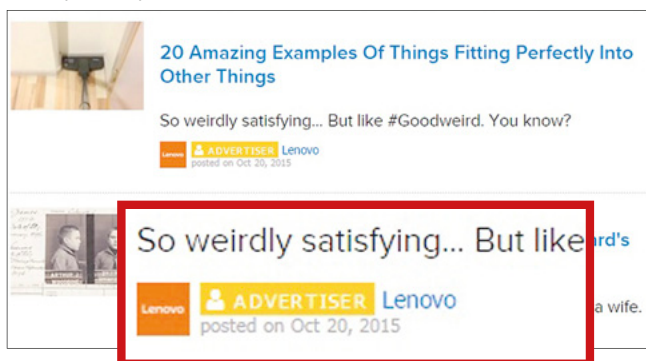 20 Amazing Examples Of Things Fitting Perfectly Into
Other Things
So weirdly satisfying... But like #Goodweird. You know?
Lenovo ADVERTISER Lenovo
posted on Oct 20, 2015
rd's
a wife.
So weirdly satisfying... But like
Lenovo ADVERTISER Lenovo
posted on Oct 20, 2015